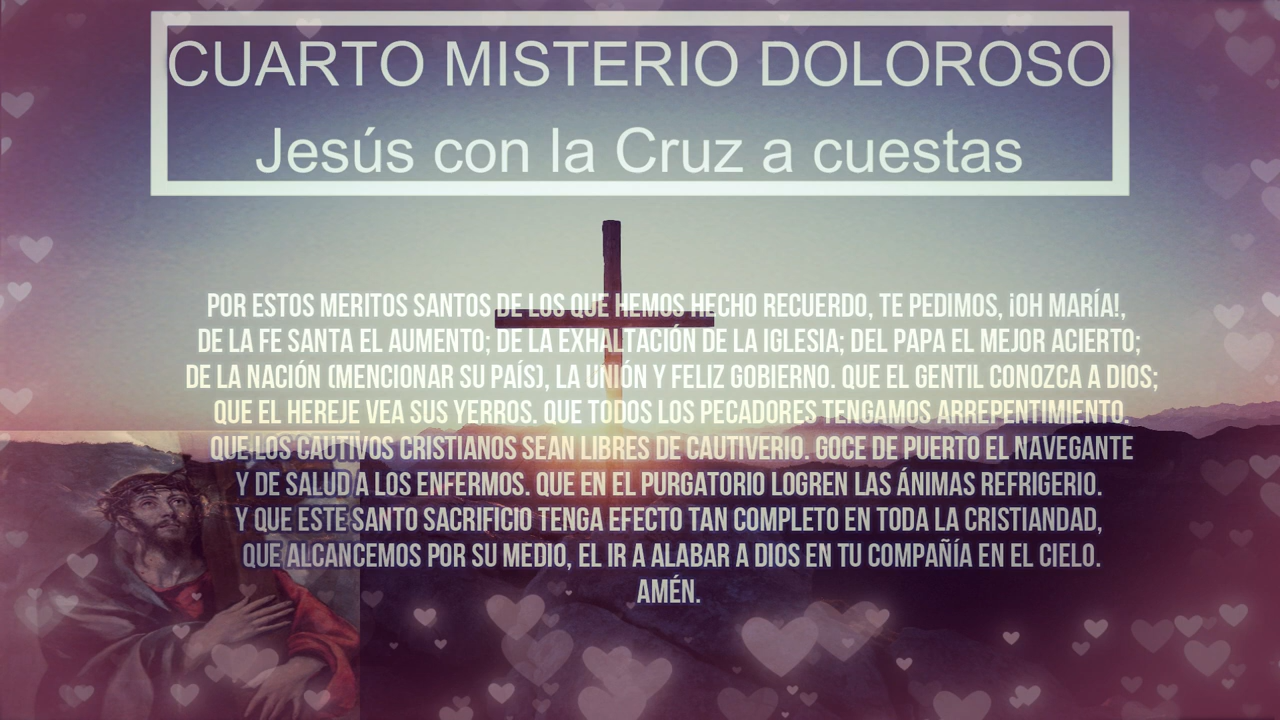 CUARTO MISTERIO DOLOROSO
Jesús con la Cruz a cuestas
POR ESTOS MERITOS SANTOS DE LOS QUE HEMOS HECHO RECUERDO, TE PEDIMOS, ¡OH MARÍA!,
DE LA FE SANTA EL AUMENTO; DE LA EXHALTACIÓN DE LA IGLESIA; DEL PAPA EL MEJOR ACIERTO;
DE LA NACIÓN (MENCIONAR SU PAÍS), LA UNIÓN Y FELIZ GOBIERNO. QUE EL GENTIL CONOZCA A DIOS;
QUE EL HEREJE VEA SUS YERROS. QUE TODOS LOS PECADORES TENGAMOS ARREPENTIMIENTO.
QUE LOS CAUTIVOS CRISTIANOS SEAN LIBRES DE CAUTIVERIO. GOCE DE PUERTO EL NAVEGANTE
Y DE SALUD A LOS ENFERMOS. QUE EN EL PURGATORIO LOGREN LAS ÁNIMAS REFRIGERIO.
Y QUE ESTE SANTO SACRIFICIO TENGA EFECTO TAN COMPLETO EN TODA LA CRISTIANDAD,
QUE ALCANCEMOS POR SU MEDIO, EL IR A ALABAR A DIOS EN TU COMPAÑÍA EN EL CIELO.
AMÉN.